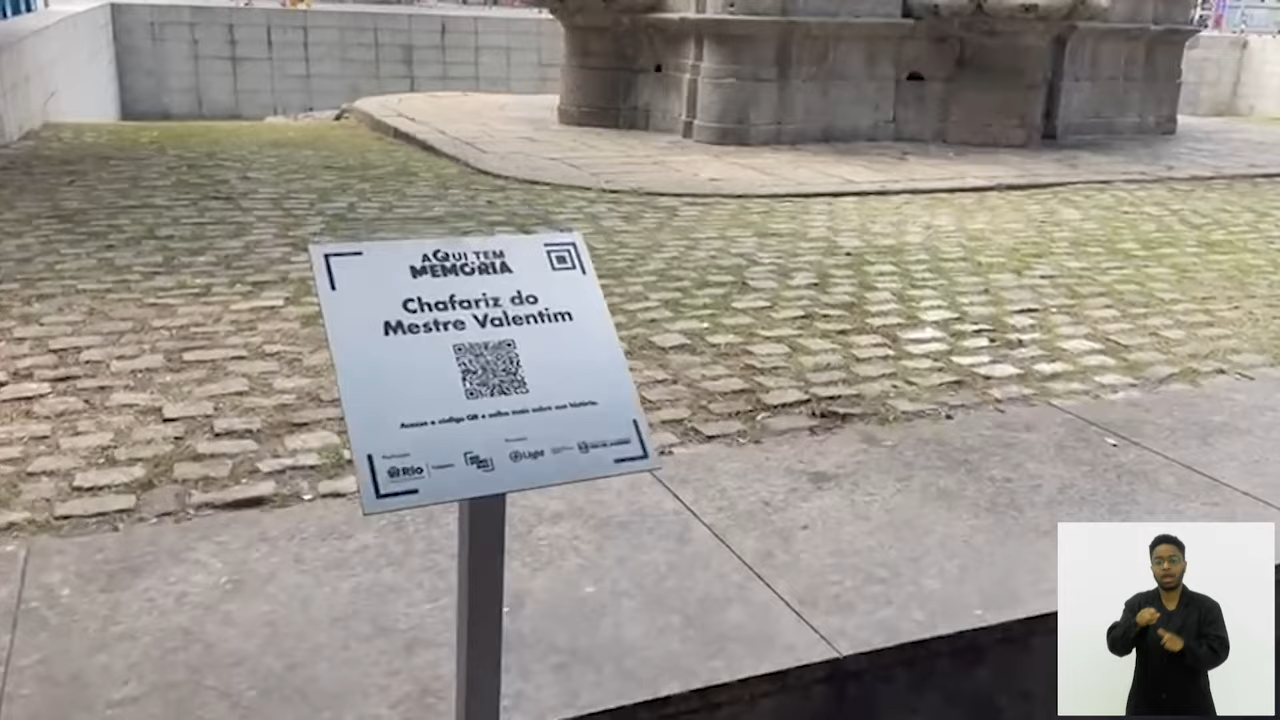 AQUI TEM
MEMÓRIA
Chafariz do
Mestre Valentim
Acesse o código QR e saiba mais sobre sua história.
Rio
Light